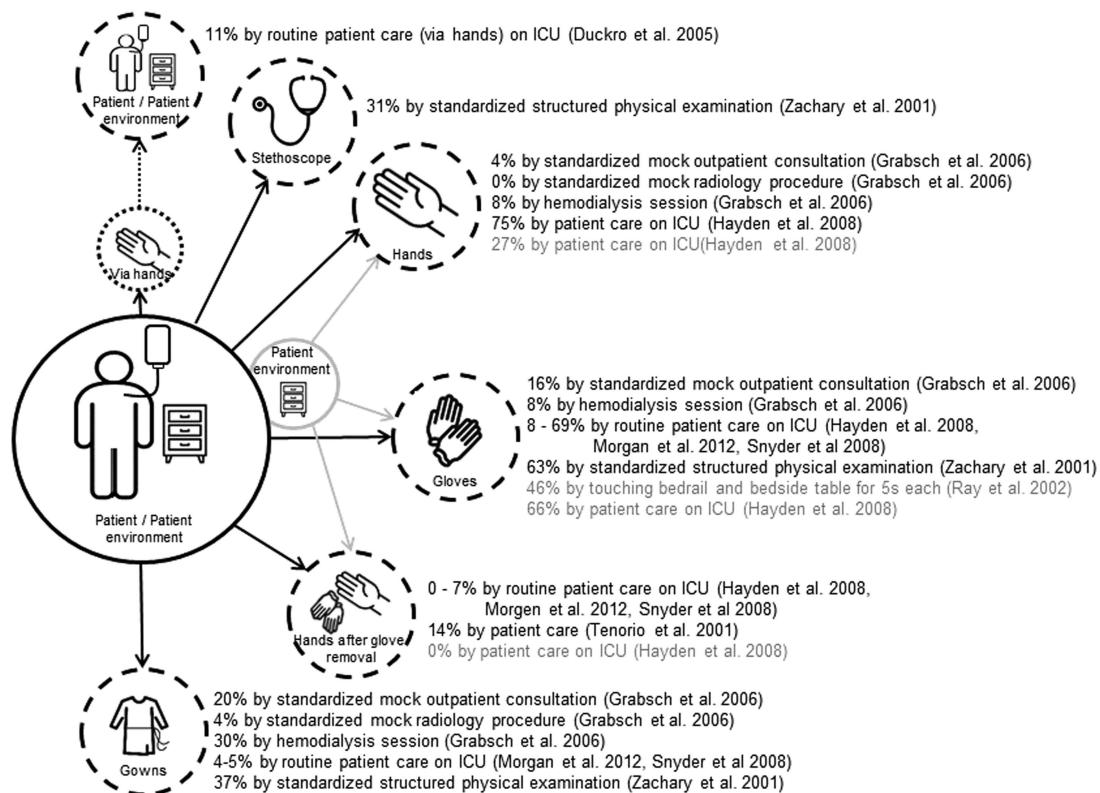 11% by routine patient care (via hands) on ICU (Duckro et al. 2005)
Patient / Patient
environment
31% by standardized structured physical examination (Zachary et al. 2001)
Stethoscope
4% by standardized mock outpatient consultation (Grabsch et al. 2006)
0% by standardized mock radiology procedure (Grabsch et al. 2006)
8% by hemodialysis session (Grabsch et al. 2006)
75% by patient care on ICU (Hayden et al. 2008)
27% by patient care on ICU(Hayden et al. 2008)
Hands
Via hands
Patient
environment
16% by standardized mock outpatient consultation (Grabsch et al. 2006)
8% by hemodialysis session (Grabsch et al. 2006)
8 - 69% by routine patient care on ICU (Hayden et al. 2008,
Morgan et al. 2012, Snyder et al 2008)
63% by standardized structured physical examination (Zachary et al. 2001)
46% by touching bedrail and bedside table for 5s each (Ray et al. 2002)
66% by patient care on ICU (Hayden et al. 2008)
Gloves
Patient / Patient
environment
0 - 7% by routine patient care on ICU (Hayden et al. 2008,
Morgen et al. 2012, Snyder et al 2008)
14% by patient care (Tenorio et al. 2001)
0% by patient care on ICU (Hayden et al. 2008)
Hands after glove
removal
20% by standardized mock outpatient consultation (Grabsch et al. 2006)
4% by standardized mock radiology procedure (Grabsch et al. 2006)
30% by hemodialysis session (Grabsch et al. 2006)
4-5% by routine patient care on ICU (Morgan et al. 2012, Snyder et al 2008)
37% by standardized structured physical examination (Zachary et al. 2001)
Gowns